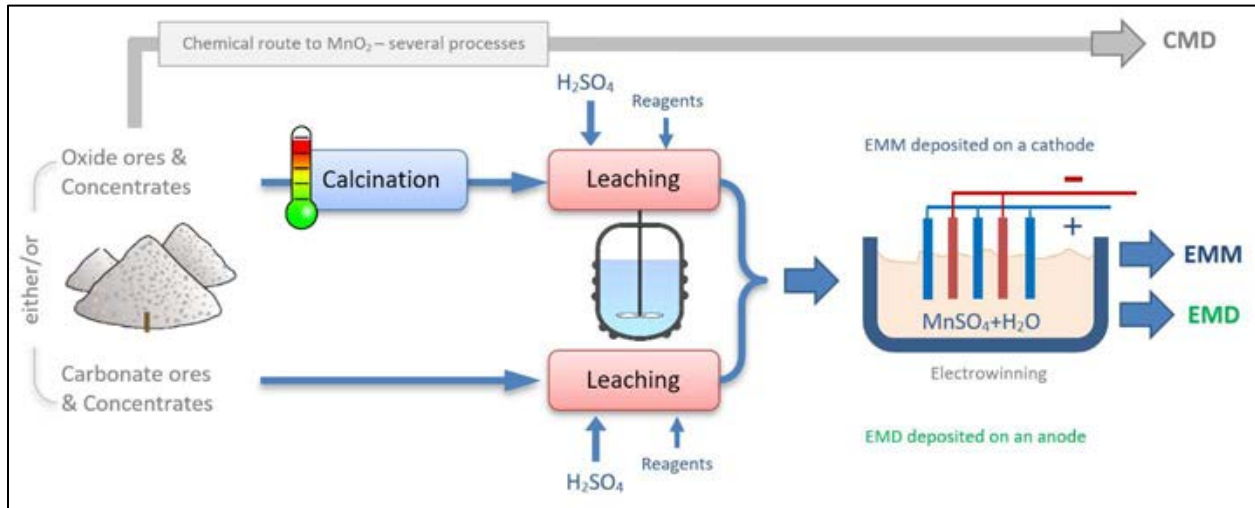 Chemical route to MnO₂ – several processes
CMD
H₂SO₄
Reagents
Oxide ores &
Concentrates
Calcination
Leaching
EMM deposited on a cathode
either/or
-
+
EMM
EMD
MnSO₄+H₂O
Electrowinning
Carbonate ores
& Concentrates
Leaching
EMD deposited on an anode
H₂SO₄
Reagents